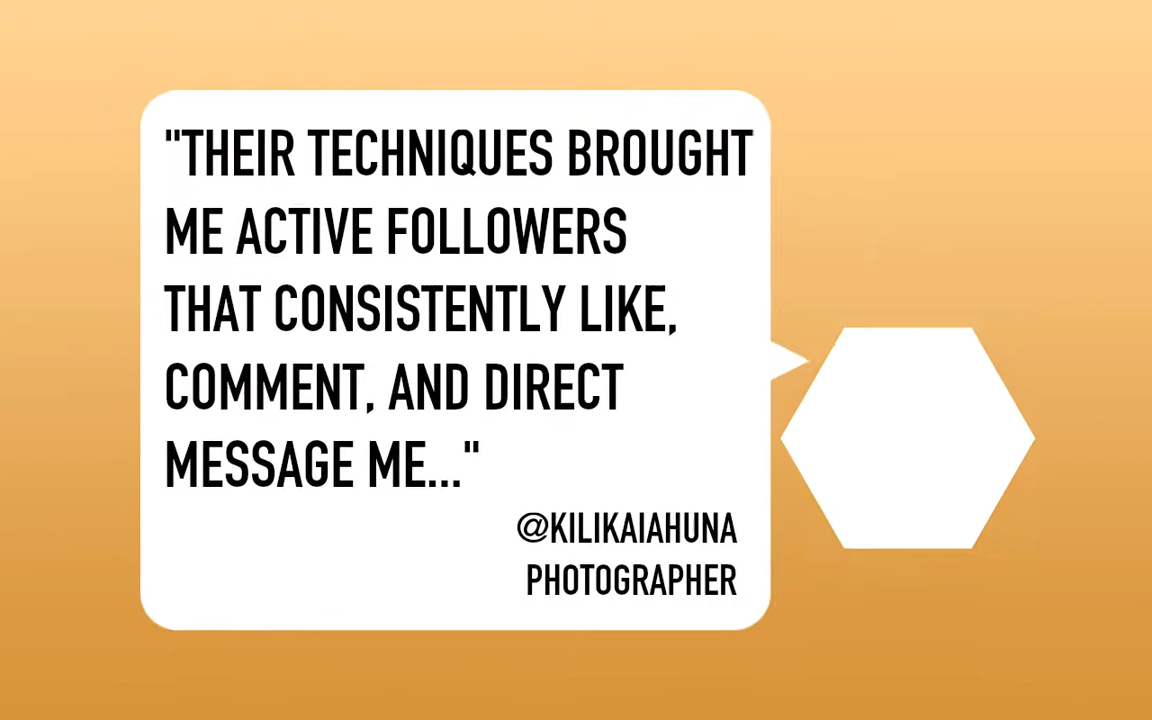 "THEIR TECHNIQUES BROUGHT
ME ACTIVE FOLLOWERS
THAT CONSISTENTLY LIKE,
COMMENT, AND DIRECT
MESSAGE ME..."
@KILIKAIAHUNA
PHOTOGRAPHER